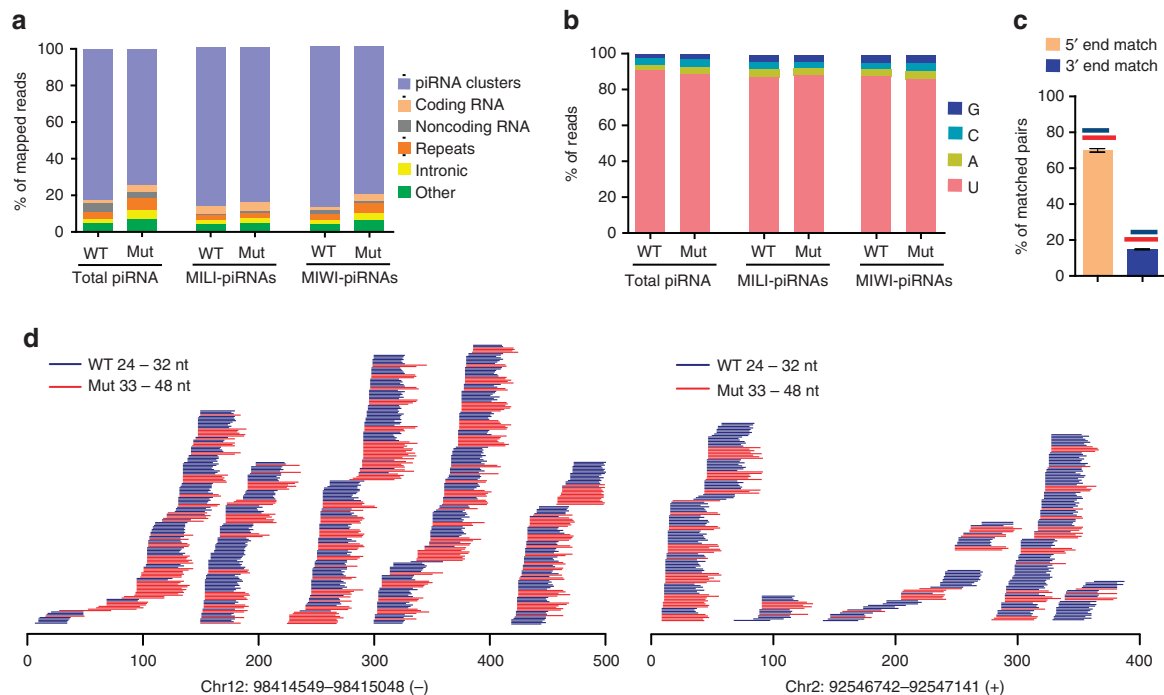 a
100
80
60
40
20
0
% of mapped reads
WT Mut WT Mut WT Mut
Total piRNA MILI-piRNAs MIWI-piRNAs
piRNA clusters
Coding RNA
Noncoding RNA
Repeats
Intronic
Other
b
100
80
60
40
20
0
% of reads
WT Mut WT Mut WT Mut
Total piRNA MILI-piRNAs MIWI-piRNAs
G
C
A
U
c
5′ end match
3′ end match
100
80
60
40
20
0
% of matched pairs
d
WT 24 – 32 nt
Mut 33 – 48 nt
0 100 200 300 400 500
Chr12: 98414549–98415048 (–)
WT 24 – 32 nt
Mut 33 – 48 nt
0 100 200 300 400
Chr2: 92546742–92547141 (+)